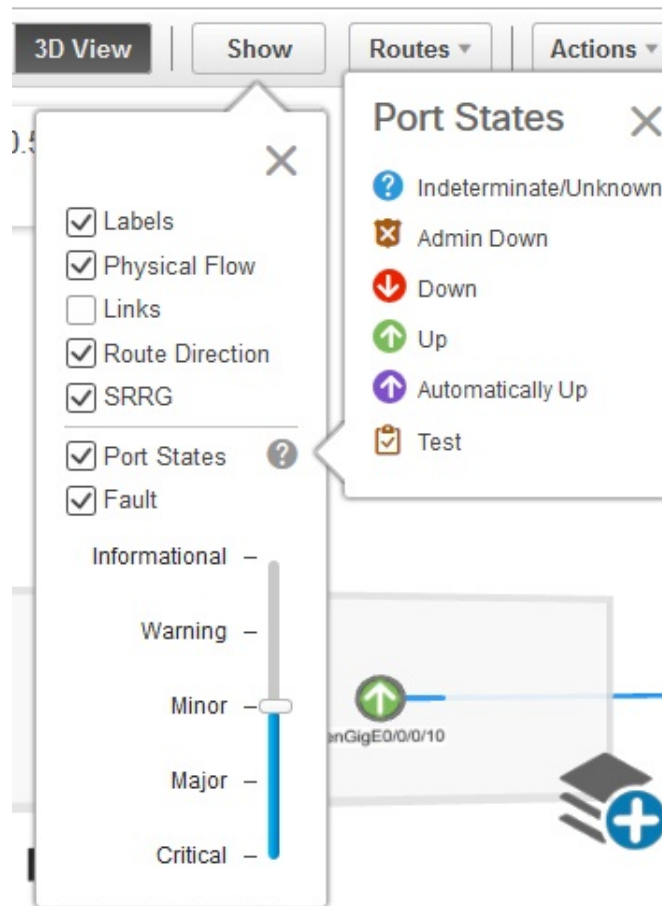 3D View
Show
Routes
Actions
Labels
Physical Flow
Links
Route Direction
SRRG
Port States
Fault
Informational
Warning
Minor
Major
Critical
Port States
Indeterminate/Unknown
Admin Down
Down
Up
Automatically Up
Test
enGigE0/0/0/10